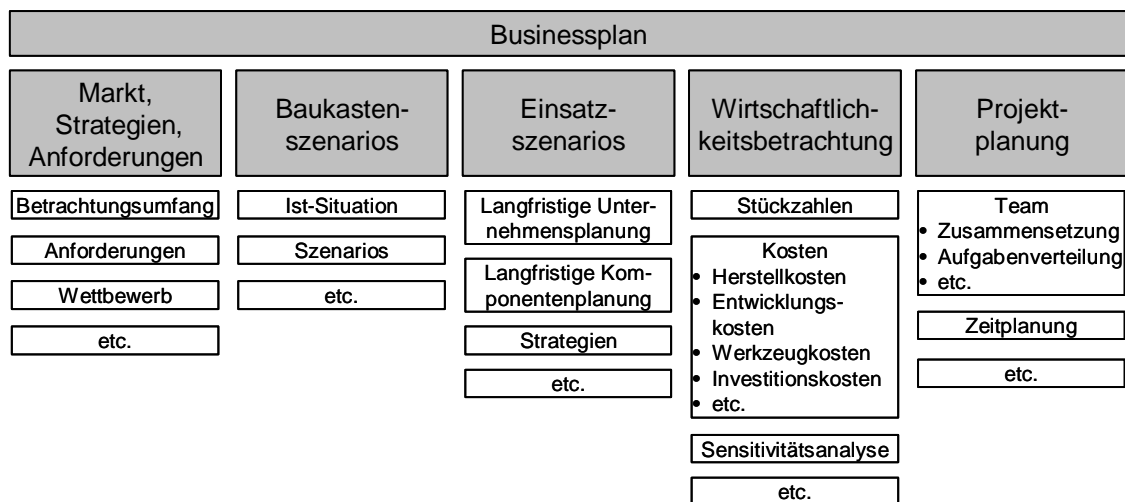 Businessplan
Markt,
Strategien,
Anforderungen
Betrachtungsumfang
Anforderungen
Wettbewerb
etc.
Baukasten-
szenarios
Ist-Situation
Szenarios
etc.
Einsatz-
szenarios
Langfristige Unter-
nehmensplanung
Langfristige Kom-
ponentenplanung
Strategien
etc.
Wirtschaftlich-
keitsbetrachtung
Stückzahlen
Kosten
• Herstellkosten
• Entwicklungs-
kosten
• Werkzeugkosten
• Investitionskosten
• etc.
Sensitivitätsanalyse
etc.
Projekt-
planung
Team
• Zusammensetzung
• Aufgabenverteilung
• etc.
Zeitplanung
etc.